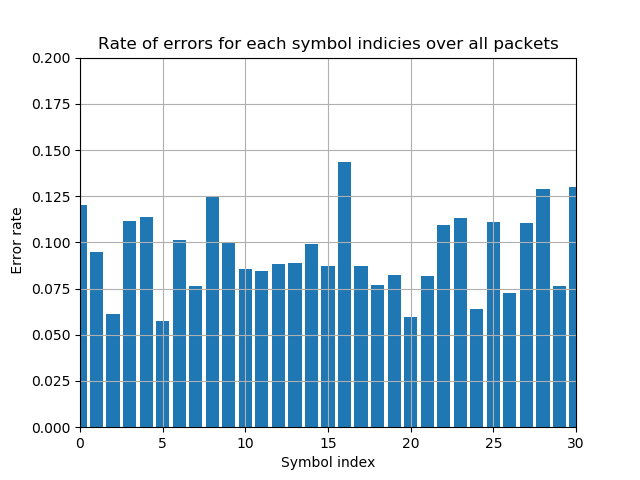 Rate of errors for each symbol indicies over all packets
0.200
0.175
0.150
0.125
0.100
0.075
0.050
0.025
0.000
Error rate
0 5 10 15 20 25 30
Symbol index